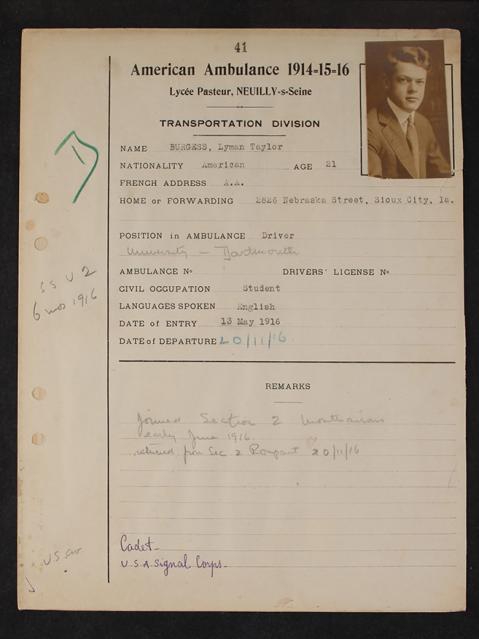 41
American Ambulance 1914-15-16
Lycée Pasteur, NEUILLY-s-Seine
TRANSPORTATION DIVISION
NAME BURGESS, Lyman Taylor
NATIONALITY American AGE 21
FRENCH ADDRESS A.A.
HOME or FORWARDING 2826 Nebraska Street, Sioux City, Ia.
POSITION in AMBULANCE Driver
University — Dartmouth
AMBULANCE No DRIVERS' LICENSE No
CIVIL OCCUPATION Student
LANGUAGES SPOKEN English
DATE of ENTRY 13 May 1916
DATE of DEPARTURE 20/11/16
S S U 2
6 mos 1916
REMARKS
joined Section 2
early June 1916.
returned from Sec 2 20/11/16
Cadet-
U.S.A. Signal Corps-